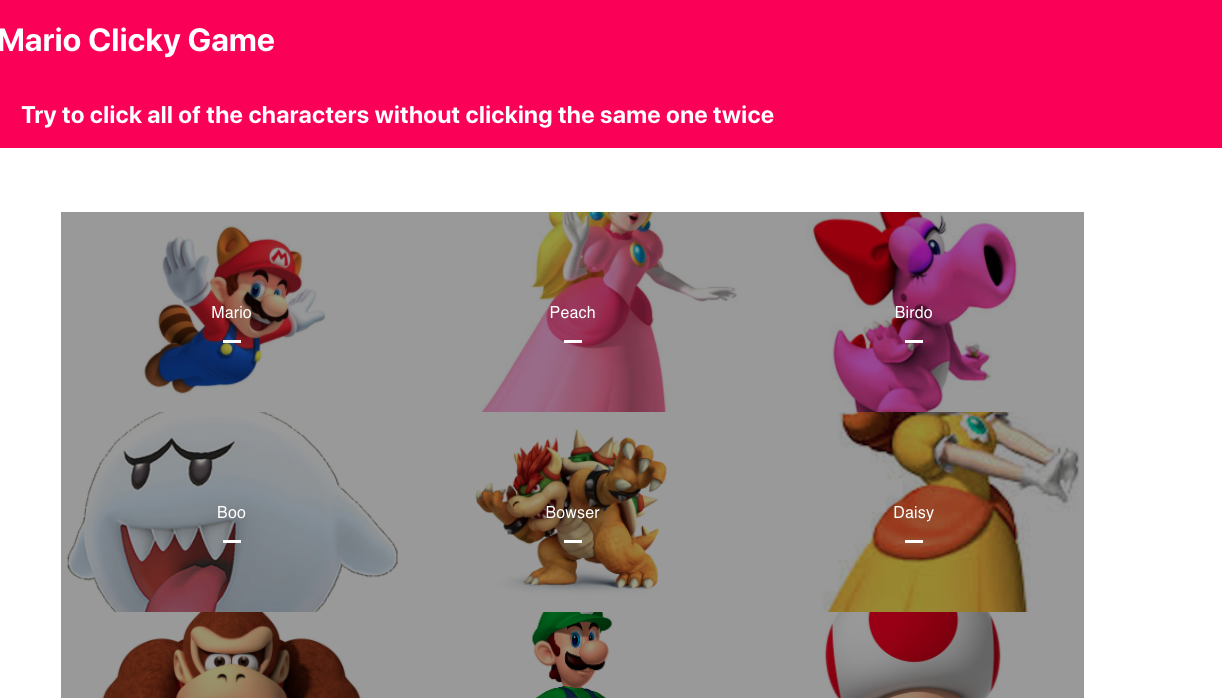 Mario Clicky Game
Try to click all of the characters without clicking the same one twice
M
Mario
Peach
Birdo
Boo
Bowser
Daisy